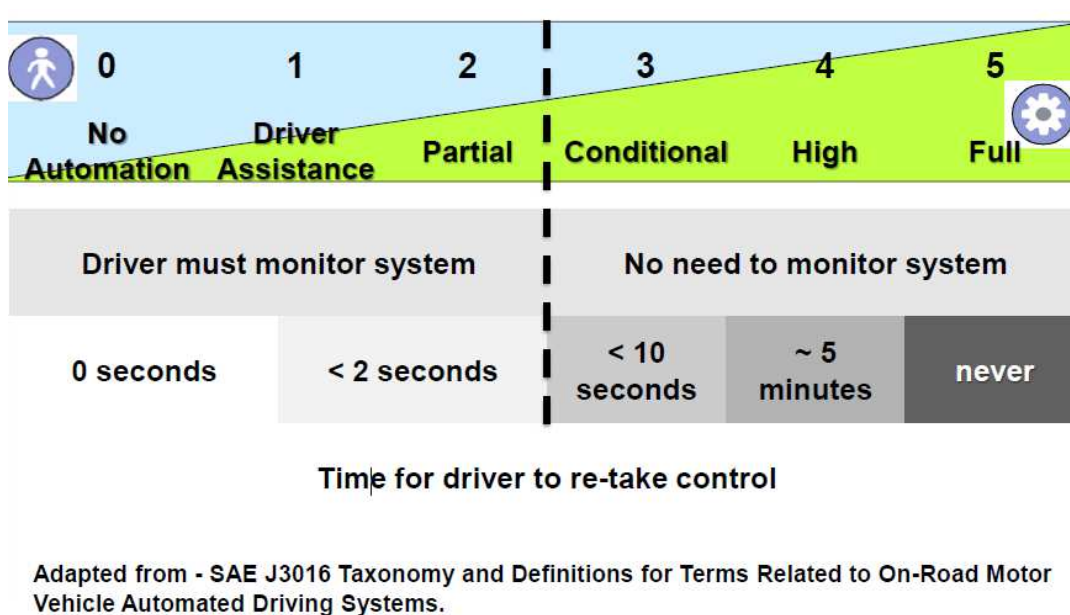 0 1 2 3 4 5
No Automation Driver Assistance Partial Conditional High Full
Driver must monitor system No need to monitor system
0 seconds < 2 seconds < 10 seconds ~ 5 minutes never
Time for driver to re-take control
Adapted from - SAE J3016 Taxonomy and Definitions for Terms Related to On-Road Motor
Vehicle Automated Driving Systems.